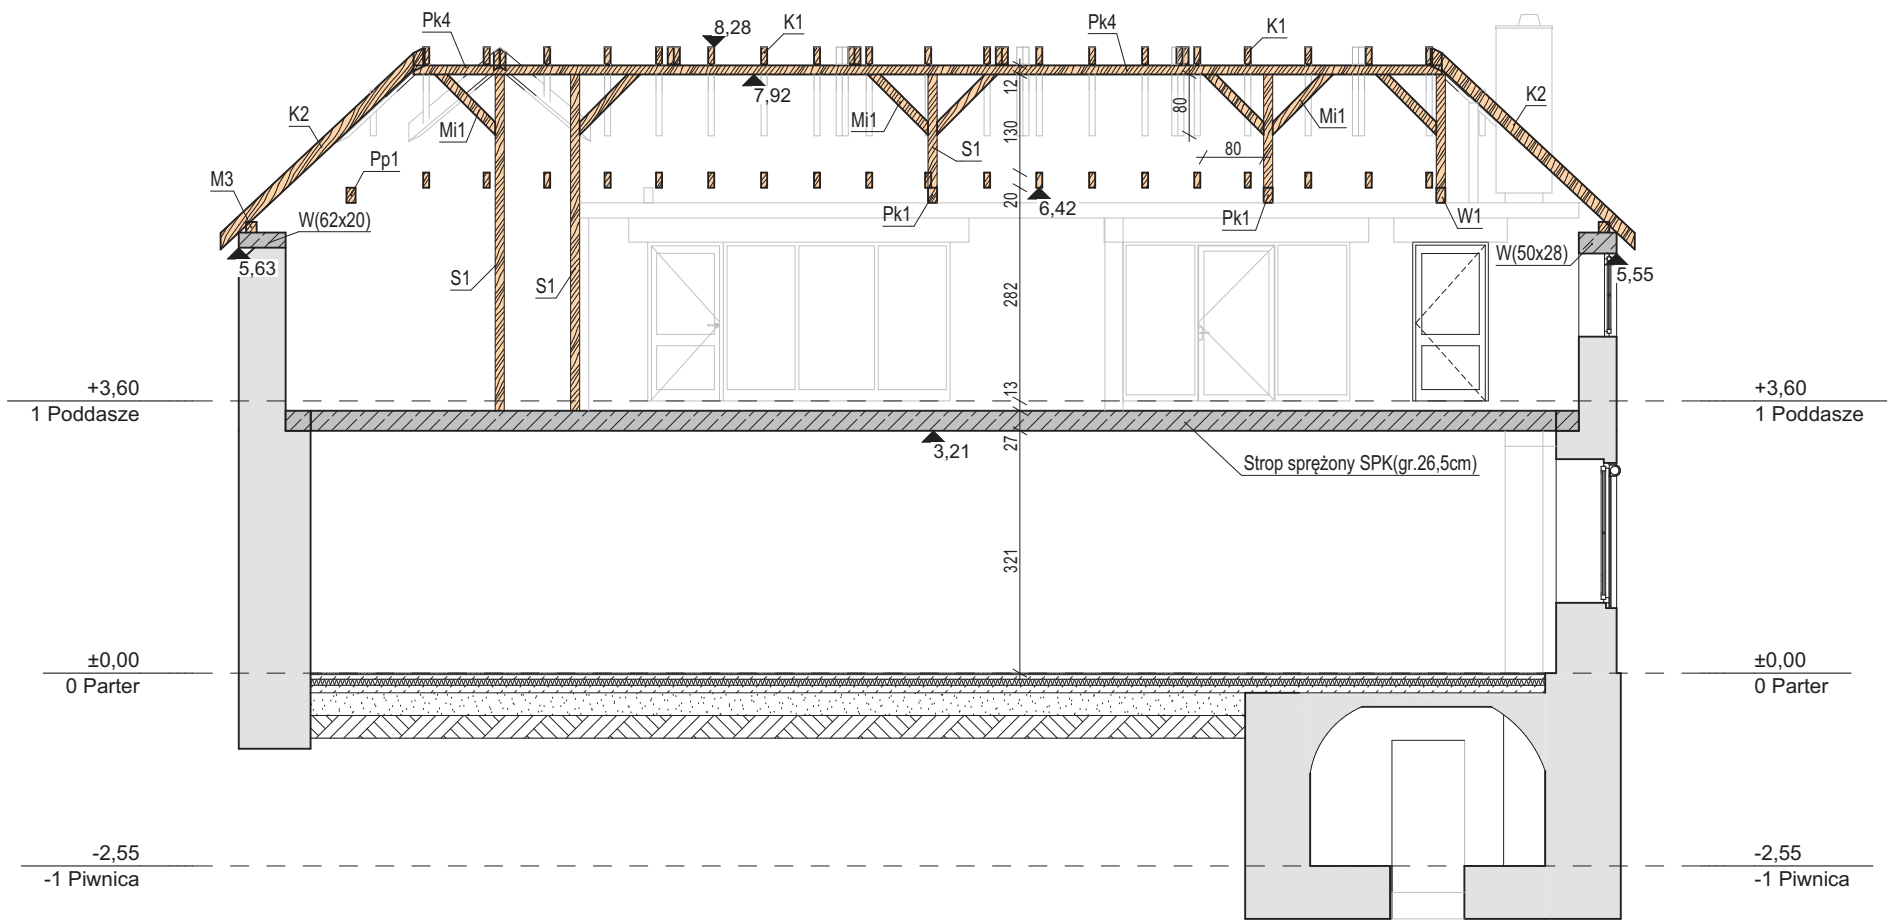 Pk4
8,28
K1
Pk4
K1
7,92
12
80
K2
Mi1
Mi1
130
Mi1
K2
Pp1
S1
80
M3
W(62x20)
Pk1
20
6,42
Pk1
W1
5,63
S1
S1
282
W(50x28)
5,55
+3,60
1 Poddasze
13
+3,60
1 Poddasze
3,21
27
Strop sprężony SPK(gr.26,5cm)
321
±0,00
0 Parter
±0,00
0 Parter
-2,55
-1 Piwnica
-2,55
-1 Piwnica